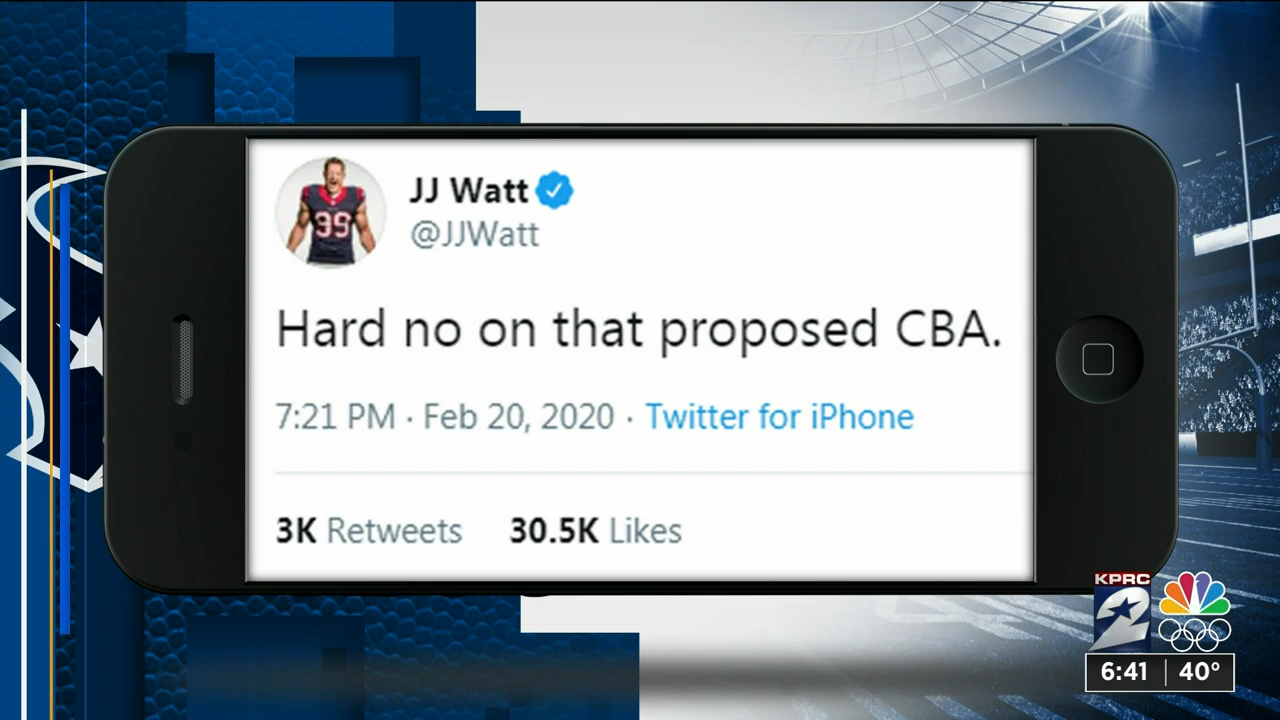 JJ Watt
@JJWatt
99
Hard no on that proposed CBA.
7:21 PM · Feb 20, 2020 · Twitter for iPhone
3K Retweets 30.5K Likes
KPRC
2
6:41 | 40°